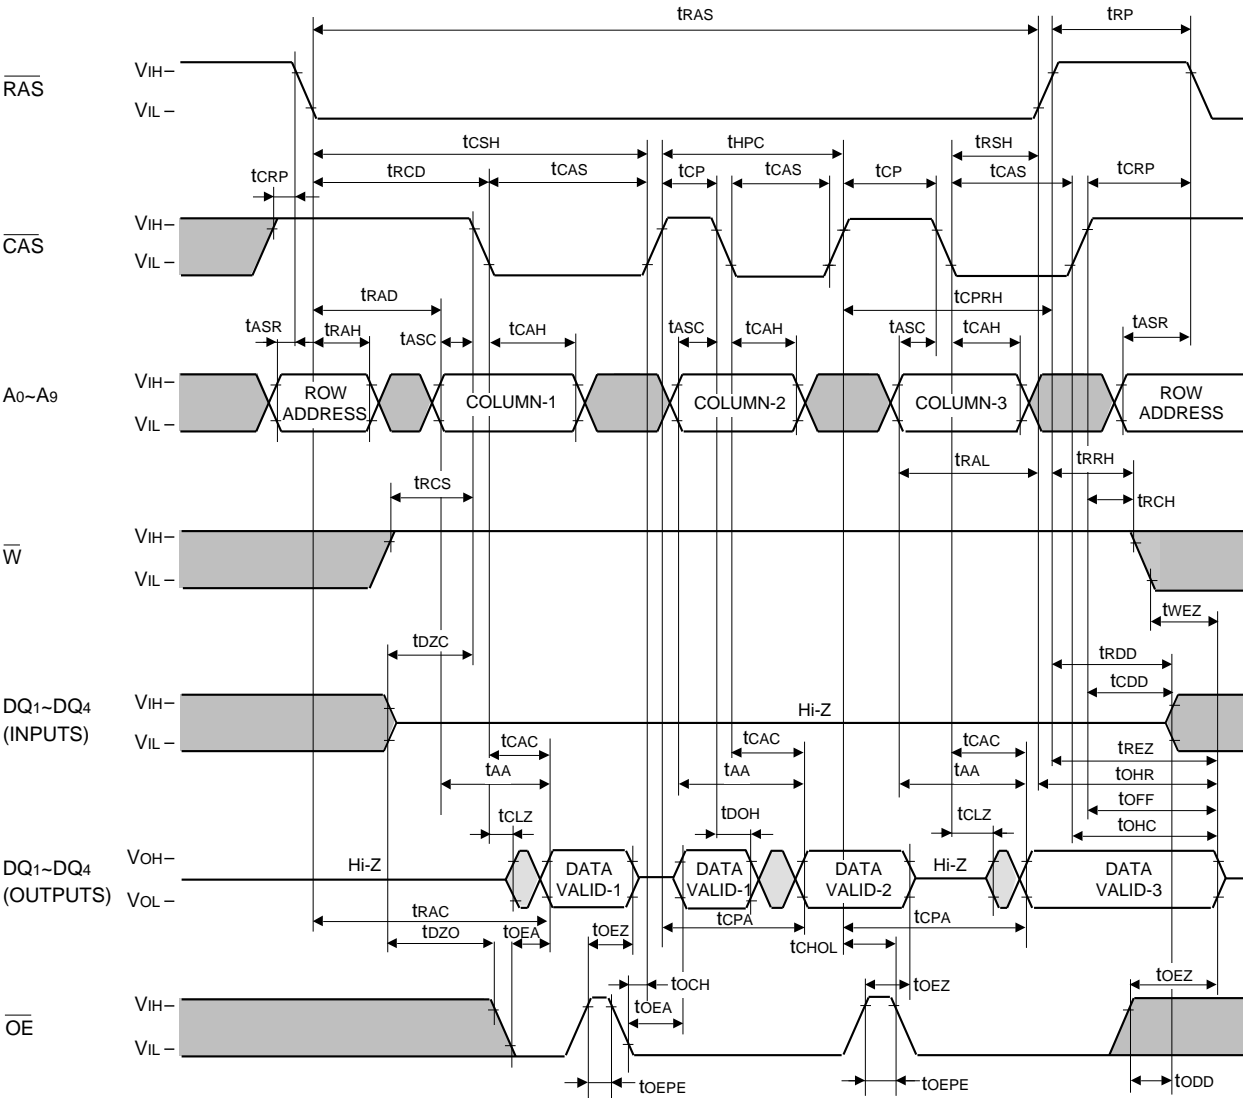 tRAS tRP
RAS VIH– VIL –
tCSH tHPC tRSH
tCRP tRCD tCAS tCP tCAS tCP tCAS tCRP
CAS VIH– VIL –
tRAD tCPRH
tASR tRAH tASC tCAH tASC tCAH tASC tCAH tASR
A0~A9 VIH– VIL –
ROW ADDRESS COLUMN-1 COLUMN-2 COLUMN-3 ROW ADDRESS
tRCS tRAL tRRH
tRCH
W VIH– VIL –
tWEZ
tDZC tRDD
tCDD
DQ1~DQ4 (INPUTS) VIH– VIL –
Hi-Z
tCAC tCAC tCAC tREZ
tAA tAA tAA tOHR
tCLZ tDOH tCLZ tOFF
tOHC
DQ1~DQ4 (OUTPUTS) VOH– VOL –
Hi-Z DATA VALID-1 DATA VALID-1 DATA VALID-2 Hi-Z DATA VALID-3
tRAC tCPA tCPA
tDZO tOEA tOEZ tCHOL
tOCH tOEZ tOEZ
tOEA
OE VIH– VIL –
tOEPE tOEPE tODD